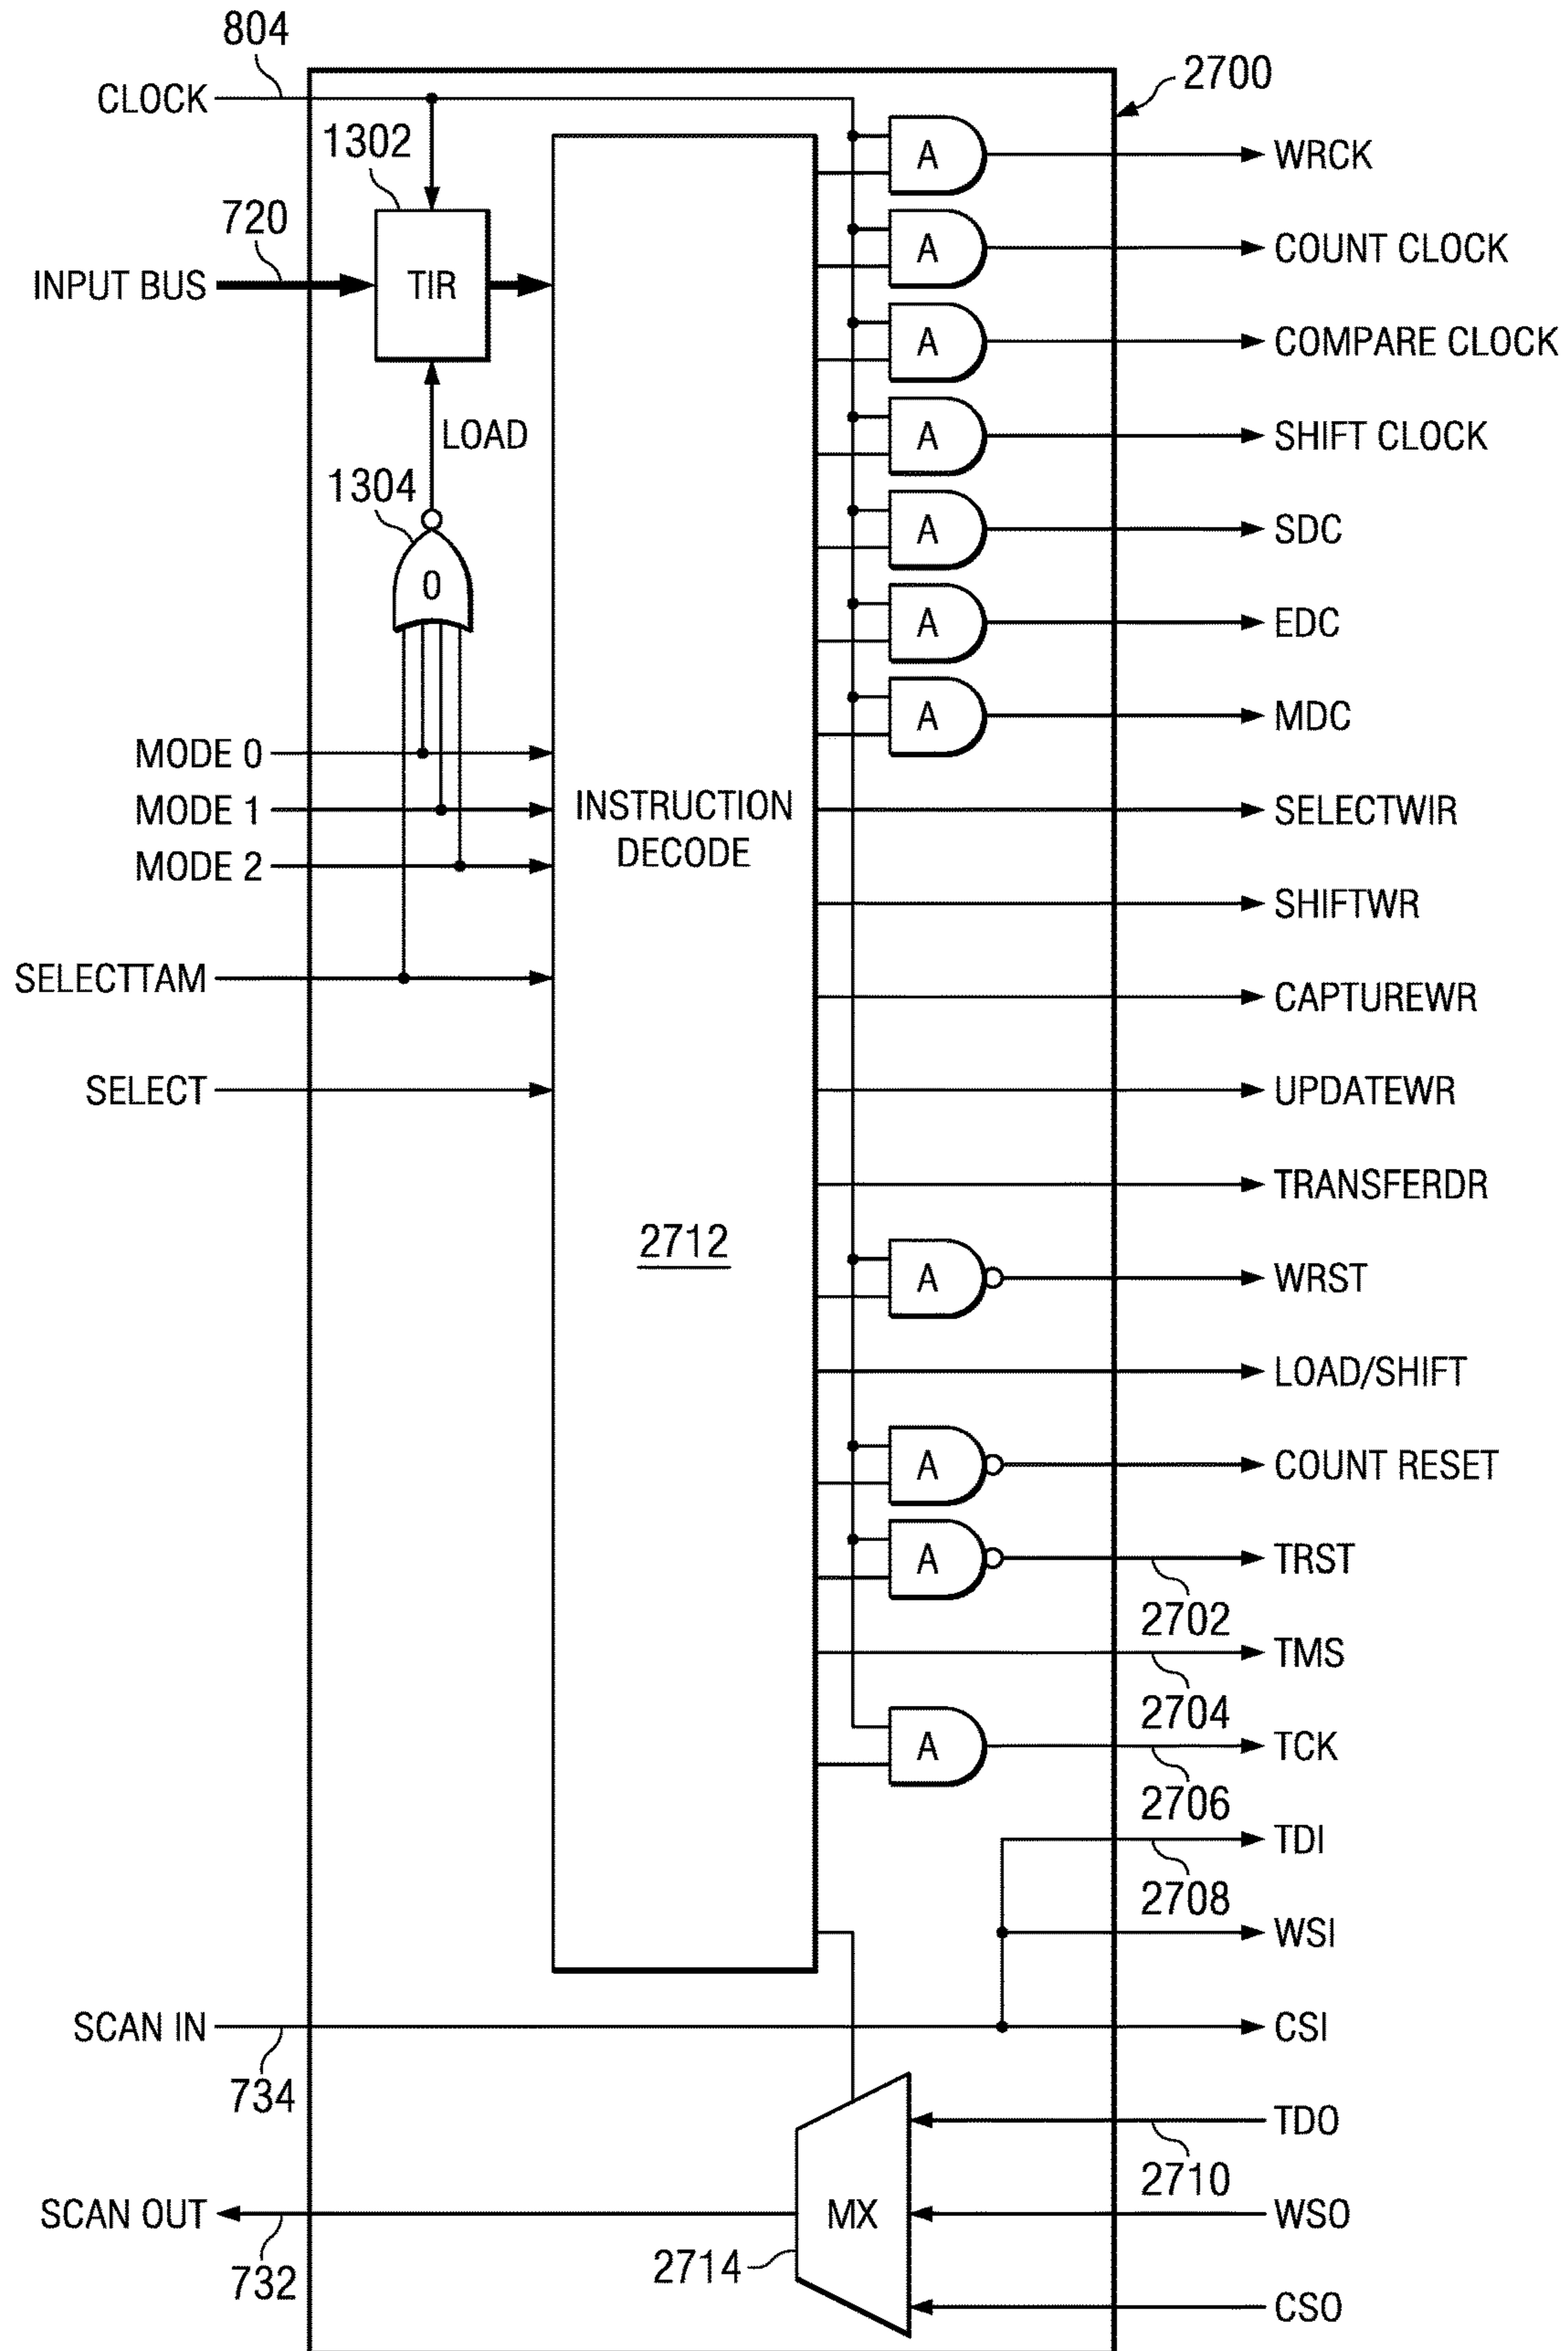 804
CLOCK
2700
1302
A
WRCK
720
INPUT BUS
TIR
A
COUNT CLOCK
A
COMPARE CLOCK
LOAD
A
SHIFT CLOCK
1304
A
SDC
0
A
EDC
A
MDC
MODE 0
MODE 1
MODE 2
INSTRUCTION
DECODE
SELECTWIR
SHIFTWR
SELECTTAM
CAPTUREWR
SELECT
UPDATEWR
TRANSFERDR
2712
A
WRST
LOAD/SHIFT
A
COUNT RESET
A
TRST
2702
TMS
2704
A
TCK
2706
TDI
2708
WSI
SCAN IN
CSI
734
TDO
2710
SCAN OUT
MX
WSO
732
2714
CSO